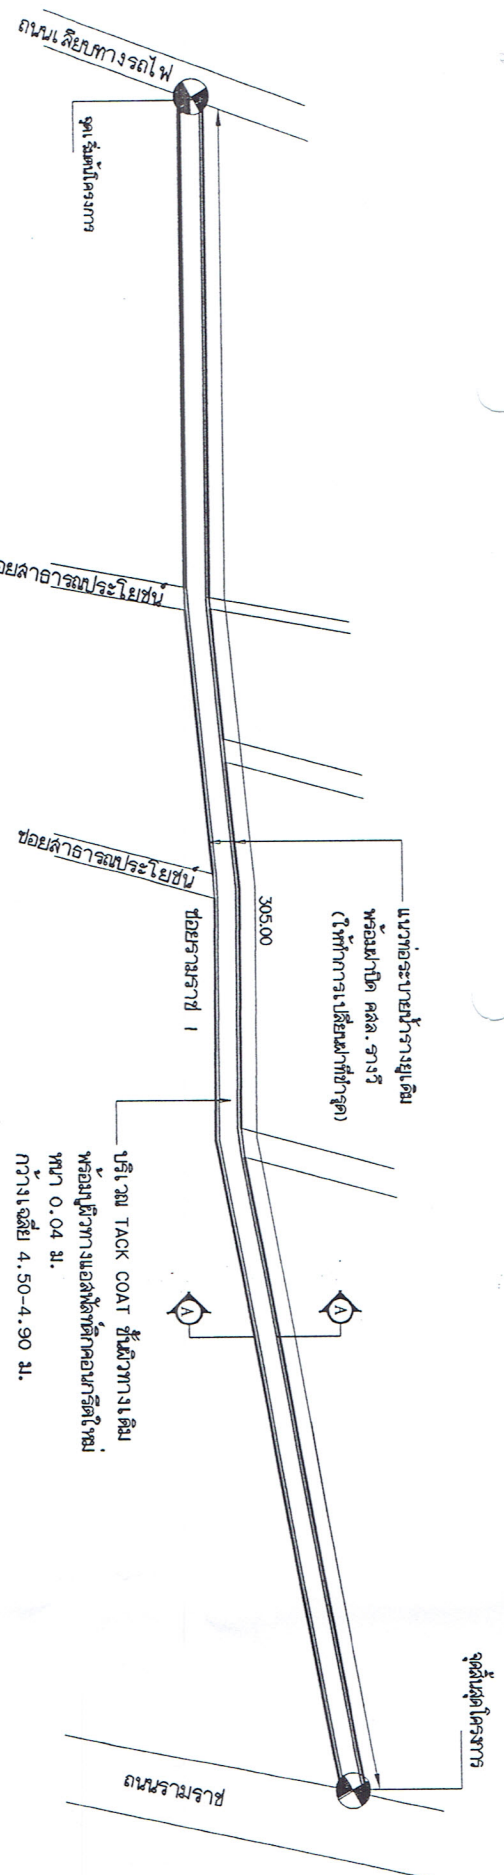 ถนนเลียบทางรถไฟ
จุดเริ่มต้นโครงการ
ซอยสาธารณประโยชน์
ซอยสาธารณประโยชน์
แนวท่อระบายน้ำรางยูเดิม
พร้อมฝาปิด คสล. รางวี
(ให้ทำการเปลี่ยนฝาที่ชำรุด)
305.00
ซอยรามราช 1
A
A
บริเวณ TACK COAT ชั้นผิวทางเดิม
พร้อมปูผิวทางแอสฟัลท์ติกคอนกรีตใหม่
หนา 0.04 ม.
กว้างเฉลี่ย 4.50-4.90 ม.
จุดสิ้นสุดโครงการ
ถนนรามราช